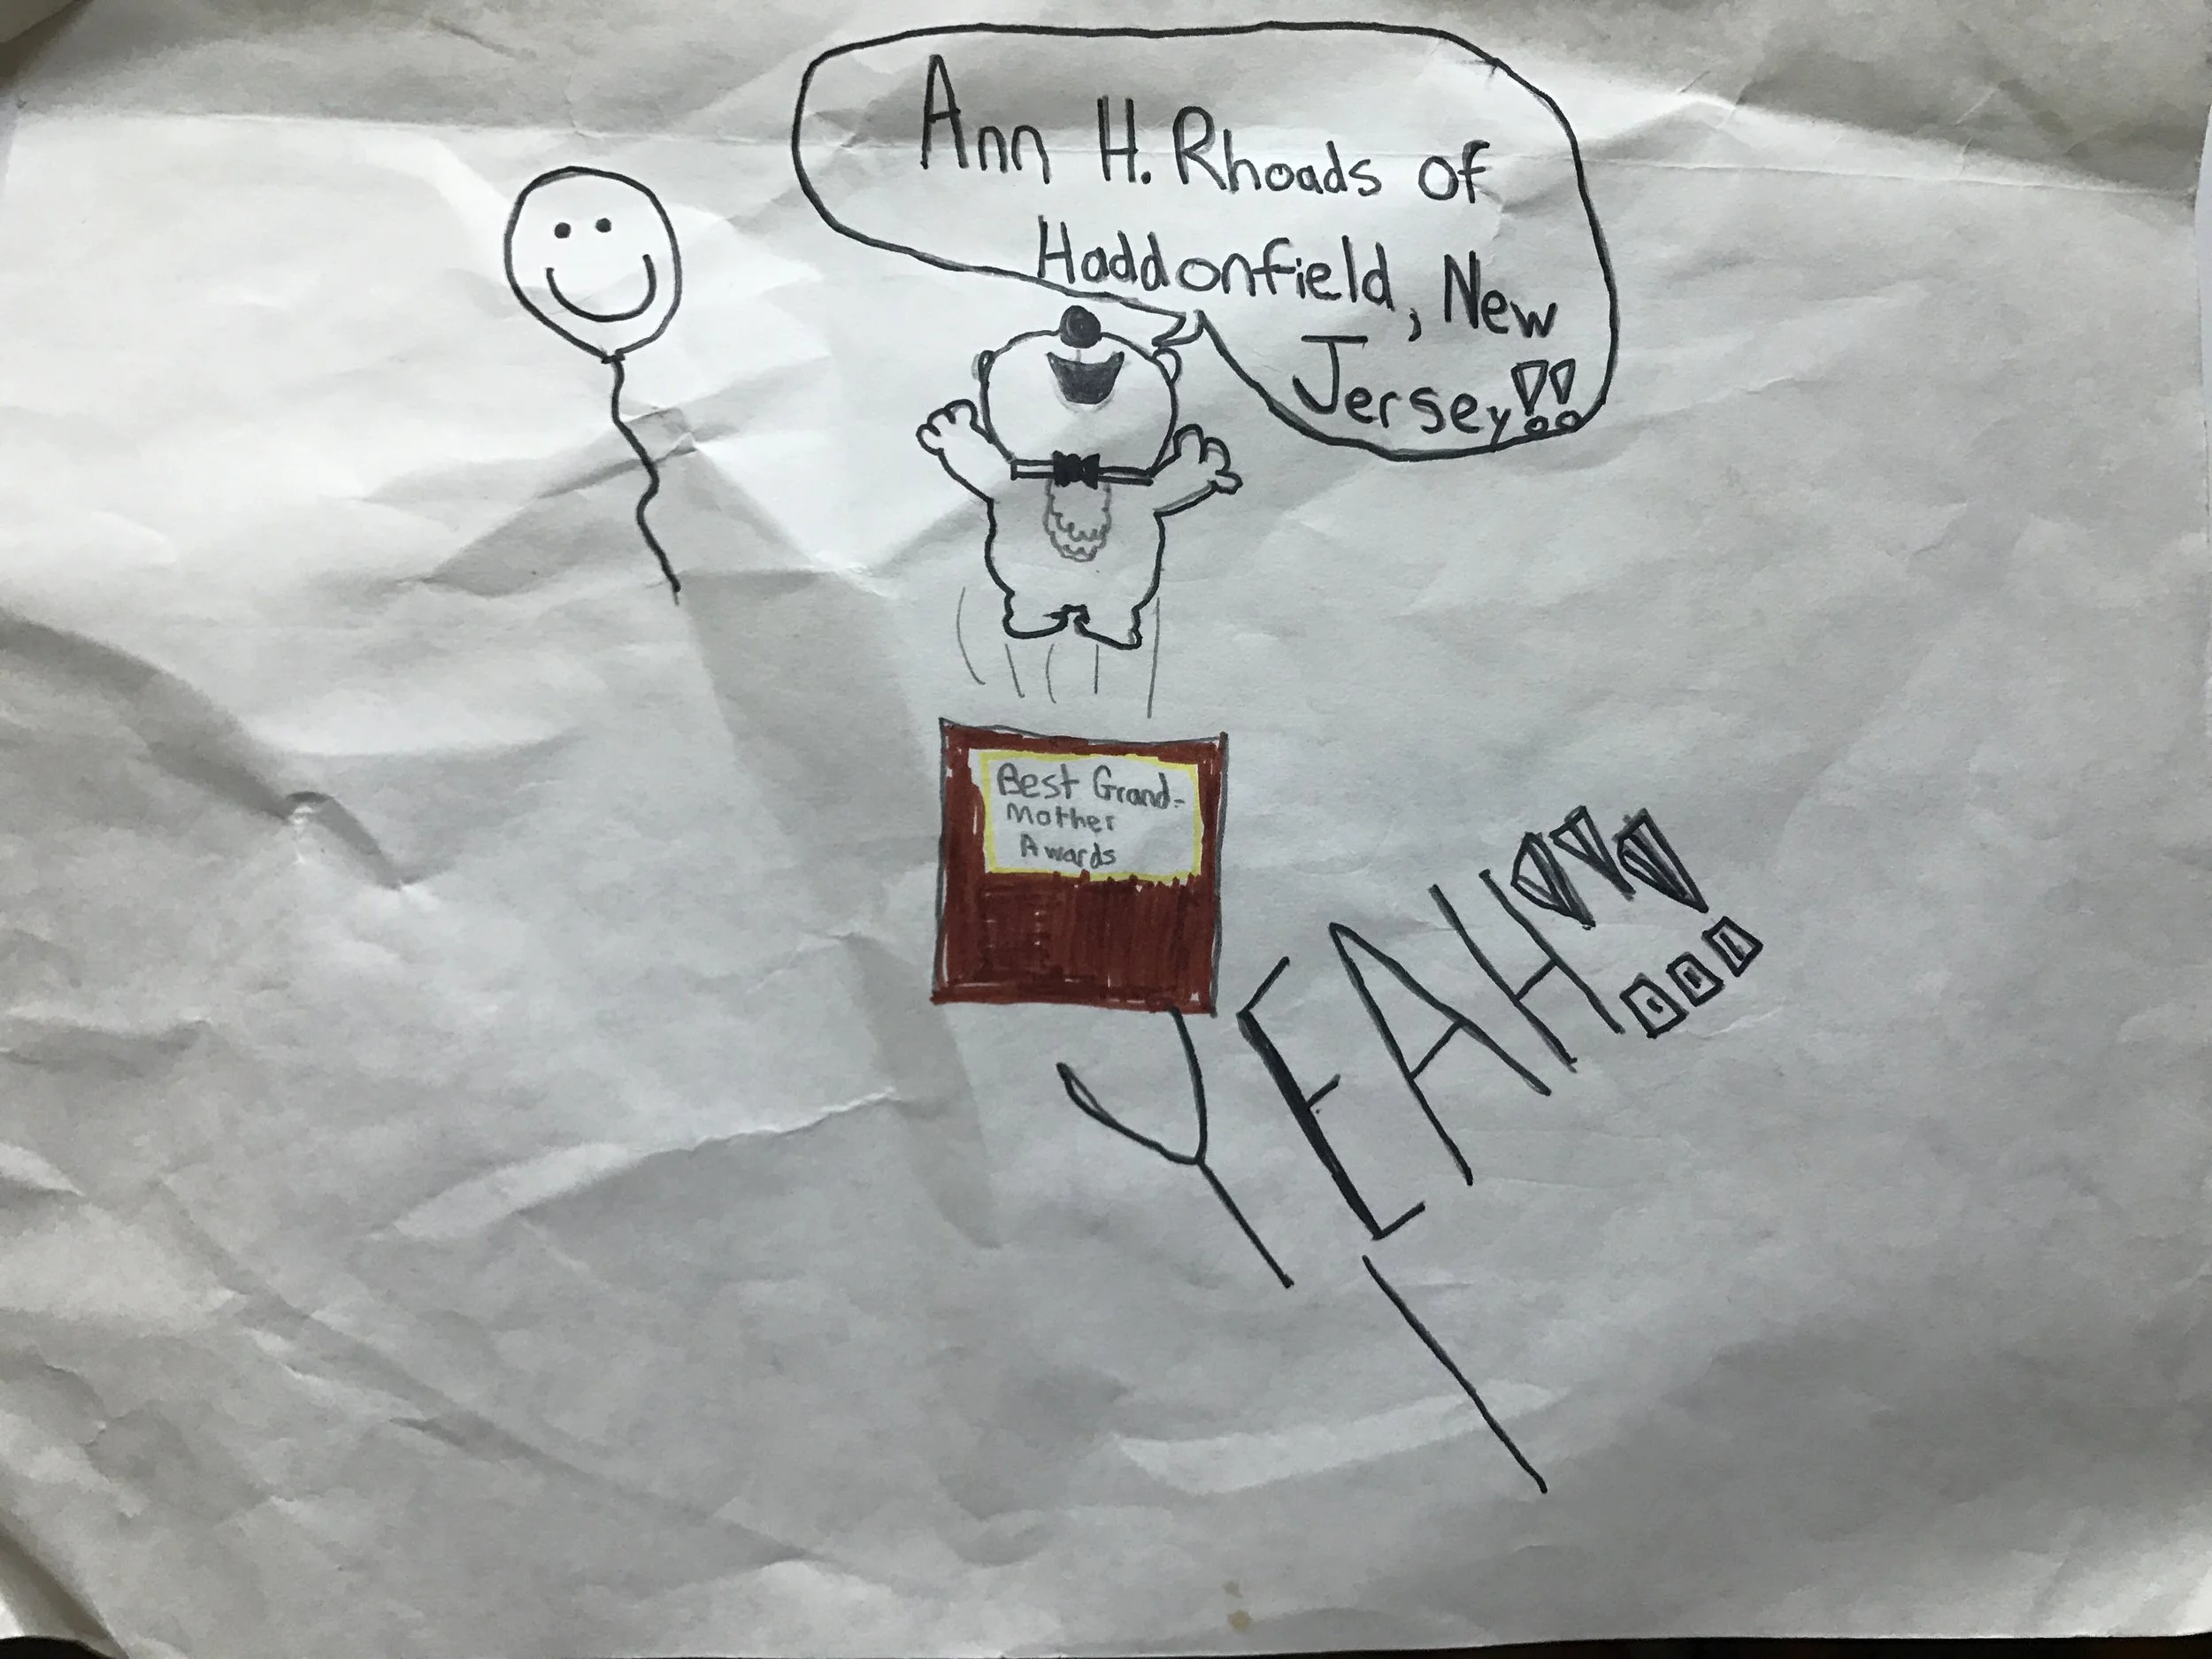 Ann H. Rhoads of
Haddonfield, New
Jersey!!
Best Grand-
Mother
Awards
YEAH!!!